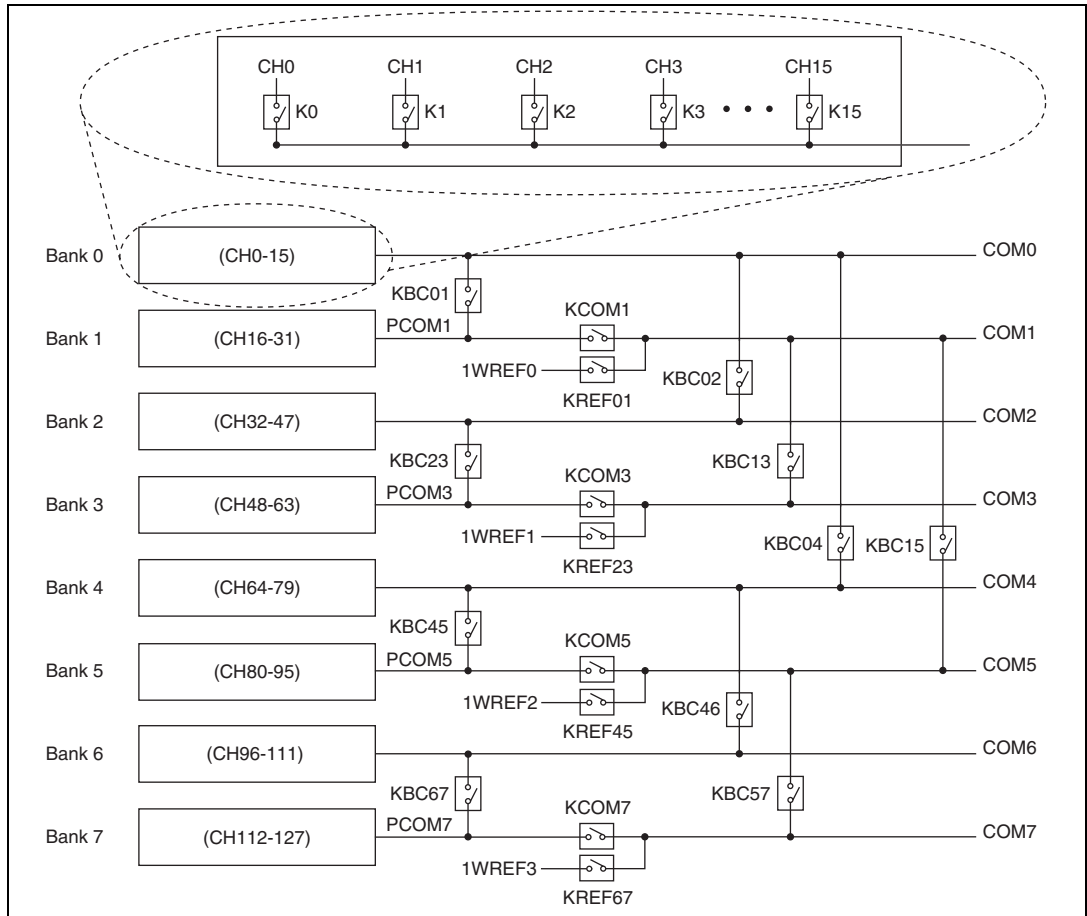 CH0 CH1 CH2 CH3 CH15
K0 K1 K2 K3 • • • K15
Bank 0 (CH0-15) COM0
KBC01
KCOM1
PCOM1
Bank 1 (CH16-31) COM1
1WREF0
KREF01
KBC02
Bank 2 (CH32-47) COM2
KBC23
KBC13
KCOM3
PCOM3
Bank 3 (CH48-63) COM3
1WREF1
KREF23
KBC04 KBC15
Bank 4 (CH64-79) COM4
KBC45
KCOM5
PCOM5
Bank 5 (CH80-95) COM5
1WREF2
KREF45
KBC46
Bank 6 (CH96-111) COM6
KBC67
KBC57
KCOM7
PCOM7
Bank 7 (CH112-127) COM7
1WREF3
KREF67